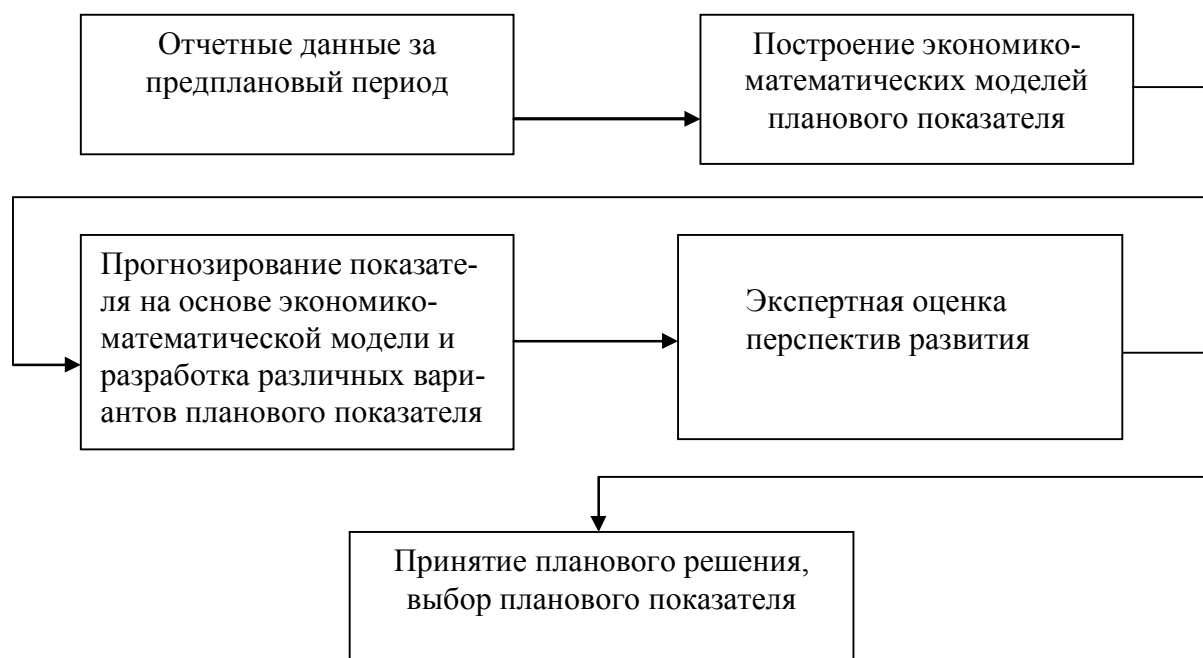 Отчетные данные за
предплановый период
Построение экономико-
математических моделей
планового показателя
Прогнозирование показате-
ля на основе экономико-
математической модели и
разработка различных вари-
антов планового показателя
Экспертная оценка
перспектив развития
Принятие планового решения,
выбор планового показателя